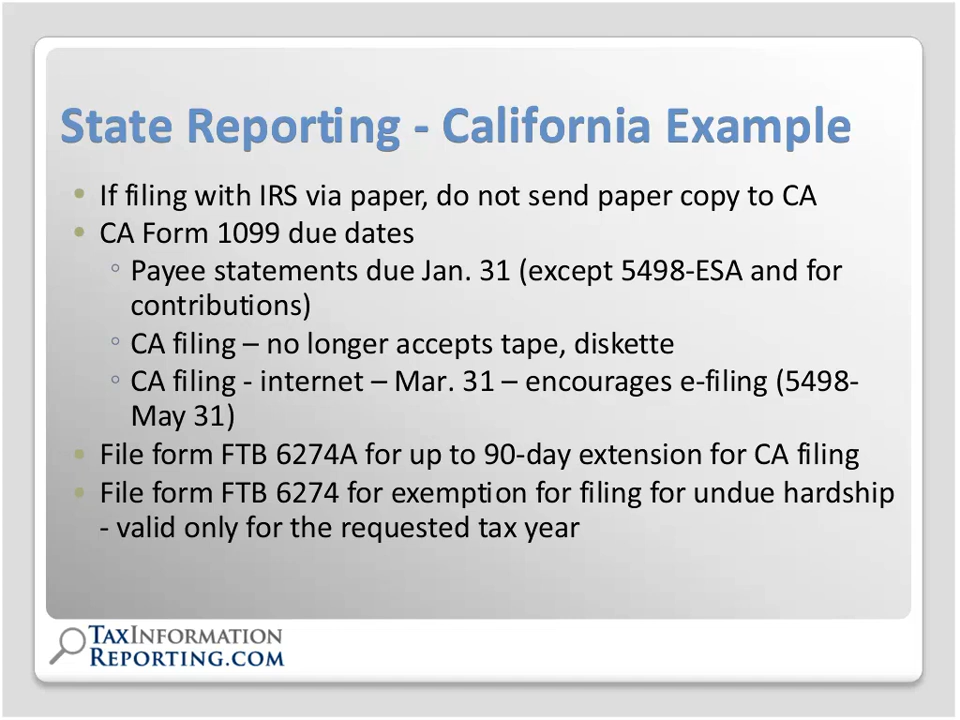 State Reporting - California Example
• If filing with IRS via paper, do not send paper copy to CA
• CA Form 1099 due dates
◦ Payee statements due Jan. 31 (except 5498-ESA and for
contributions)
◦ CA filing – no longer accepts tape, diskette
◦ CA filing - internet – Mar. 31 – encourages e-filing (5498-
May 31)
• File form FTB 6274A for up to 90-day extension for CA filing
• File form FTB 6274 for exemption for filing for undue hardship
- valid only for the requested tax year
TAXINFORMATION
REPORTING.COM